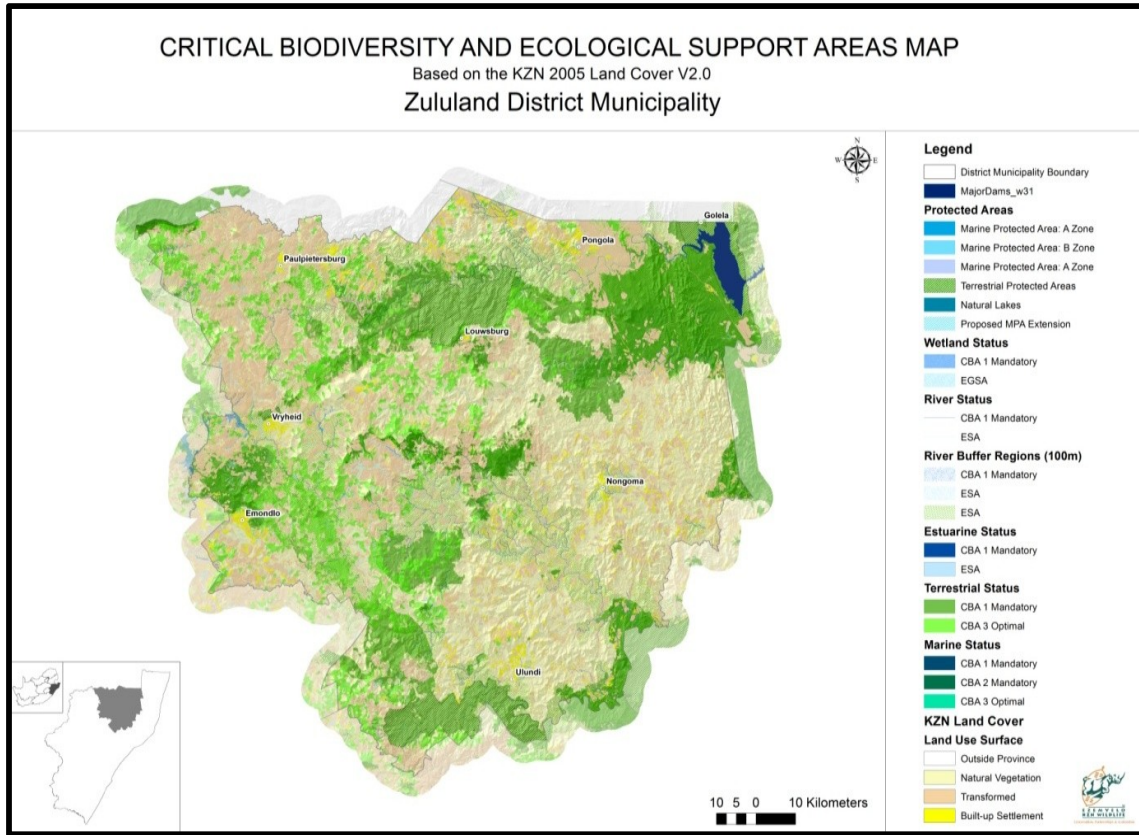 CRITICAL BIODIVERSITY AND ECOLOGICAL SUPPORT AREAS MAP
Based on the KZN 2005 Land Cover V2.0
Zululand District Municipality
N
W E
S
Golela
Pongola
Paulpietersburg
Louwsburg
Vryheid
Nongoma
Emondlo
Ulundi
10 5 0 10 Kilometers
Legend
District Municipality Boundary
MajorDams_w31
Protected Areas
Marine Protected Area: A Zone
Marine Protected Area: B Zone
Marine Protected Area: A Zone
Terrestrial Protected Areas
Natural Lakes
Proposed MPA Extension
Wetland Status
CBA 1 Mandatory
EGSA
River Status
CBA 1 Mandatory
ESA
River Buffer Regions (100m)
CBA 1 Mandatory
ESA
ESA
Estuarine Status
CBA 1 Mandatory
ESA
Terrestrial Status
CBA 1 Mandatory
CBA 3 Optimal
Marine Status
CBA 1 Mandatory
CBA 2 Mandatory
CBA 3 Optimal
KZN Land Cover
Land Use Surface
Outside Province
Natural Vegetation
Transformed
Built-up Settlement
EZEMVELO
KZN WILDLIFE